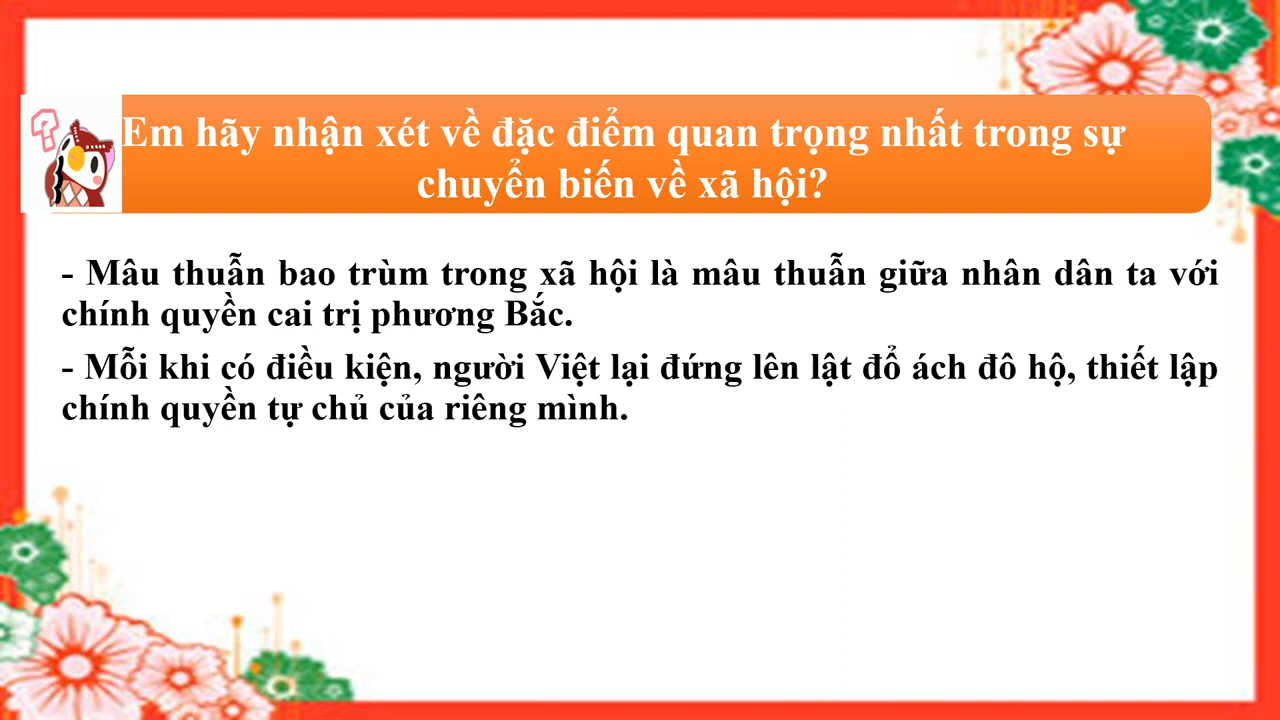 Em hãy nhận xét về đặc điểm quan trọng nhất trong sự
chuyển biến về xã hội?
- Mâu thuẫn bao trùm trong xã hội là mâu thuẫn giữa nhân dân ta với
chính quyền cai trị phương Bắc.
- Mỗi khi có điều kiện, người Việt lại đứng lên lật đổ ách đô hộ, thiết lập
chính quyền tự chủ của riêng mình.